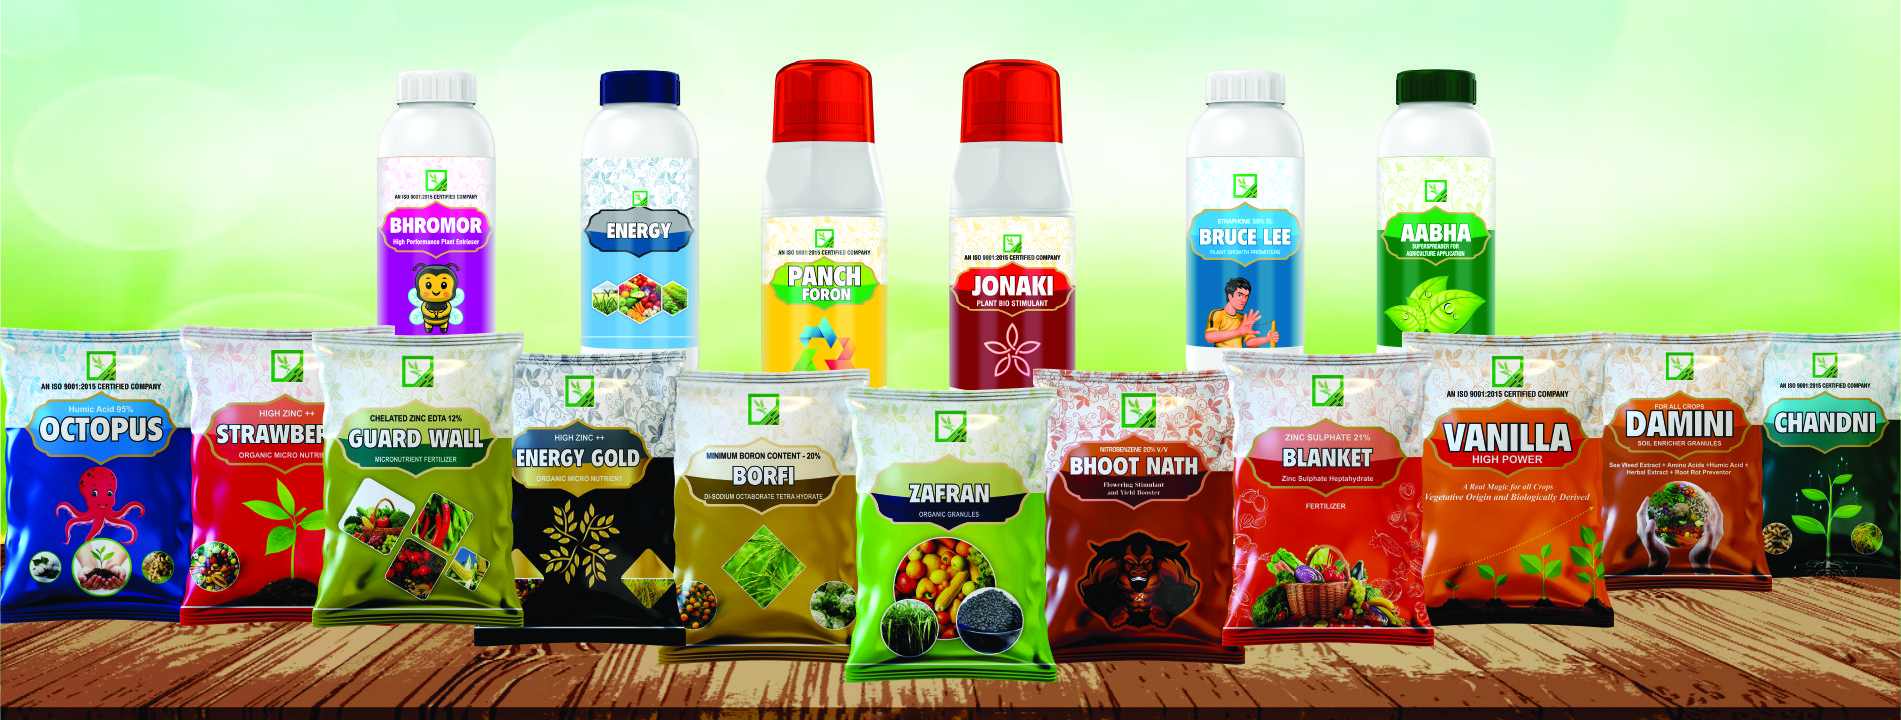 AN ISO 9001:2015 CERTIFIED COMPANY
BHROMOR
High Performance Plant Enhieser
ENERGY
AN ISO 9001:2015 CERTIFIED COMPANY
PANCH
FORON
AN ISO 9001:2015 CERTIFIED COMPANY
JONAKI
PLANT BIO STIMULANT
ETHAPHONE 39% SL
BRUCE LEE
PLANT GROWTH PROMOTERS
AABHA
SUPERSPREADER FOR
AGRICULTURE APPLICATION
AN ISO 9001:2015 CERTIFIED COMPANY
Humic Acid 95%
OCTOPUS
HIGH ZINC ++
STRAWBER
ORGANIC MICRO NUTRIE
CHELATED ZINC EDTA 12%
GUARD WALL
MICRONUTRIENT FERTILIZER
HIGH ZINC ++
ENERGY GOLD
ORGANIC MICRO NUTRIENT
MINIMUM BORON CONTENT - 20%
BORFI
DI-SODIUM OCTABORATE TETRA HYDRATE
ZAFRAN
ORGANIC GRANULES
NITROBENZENE 20% V/V
BHOOT NATH
Flowering Stimulant
and Yield Booster
ZINC SULPHATE 21%
BLANKET
Zinc Sulphate Heptahydrate
FERTILIZER
AN ISO 9001:2015 CERTIFIED COMPANY
VANILLA
HIGH POWER
A Real Magic for all Crops
Vegetative Origin and Biologically Derived
FOR ALL CROPS
DAMINI
SOIL ENRICHER GRANULES
Sea Weed Extract + Amino Acids +Humic Acid +
Herbal Extract + Root Rot Preventor
AN ISO 9001:2015 CERTIFIED COMPANY
CHANDNI